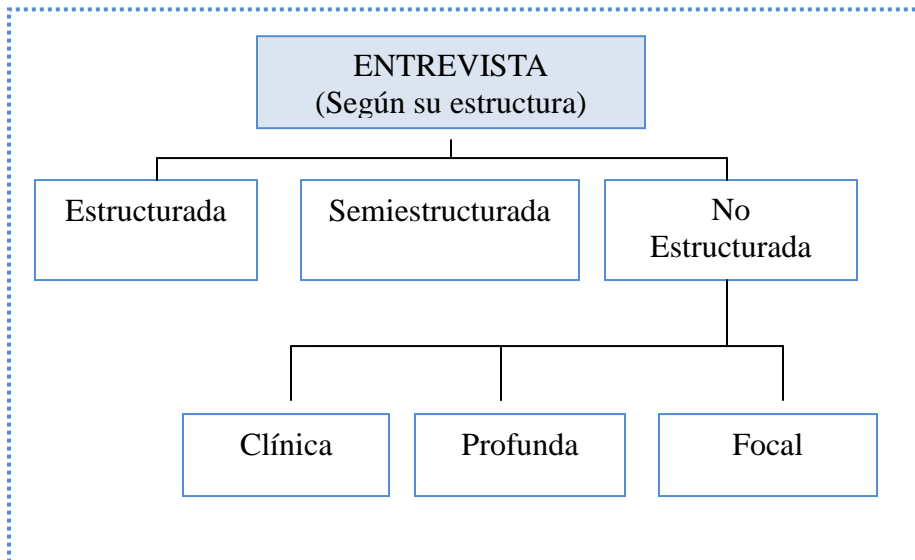 ENTREVISTA
(Según su estructura)
Estructurada
Semiestructurada
No
Estructurada
Clínica
Profunda
Focal